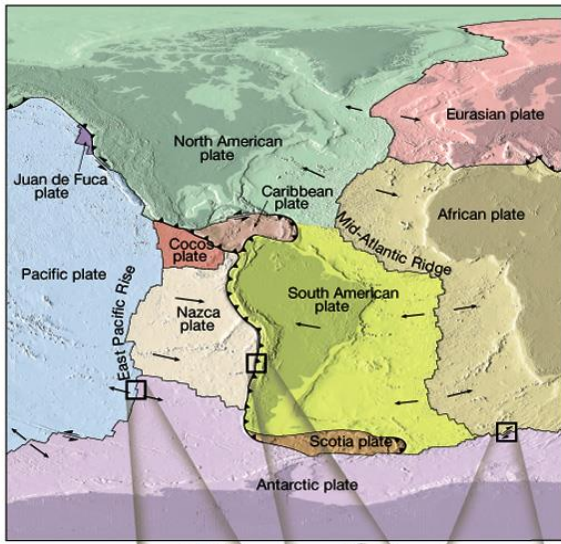 Eurasian plate
North American
plate
Juan de Fuca
plate
Caribbean
plate
African plate
Mid-Atlantic Ridge
Cocos
plate
Pacific plate
East Pacific Rise
Nazca
plate
South American
plate
Scotia plate
Antarctic plate